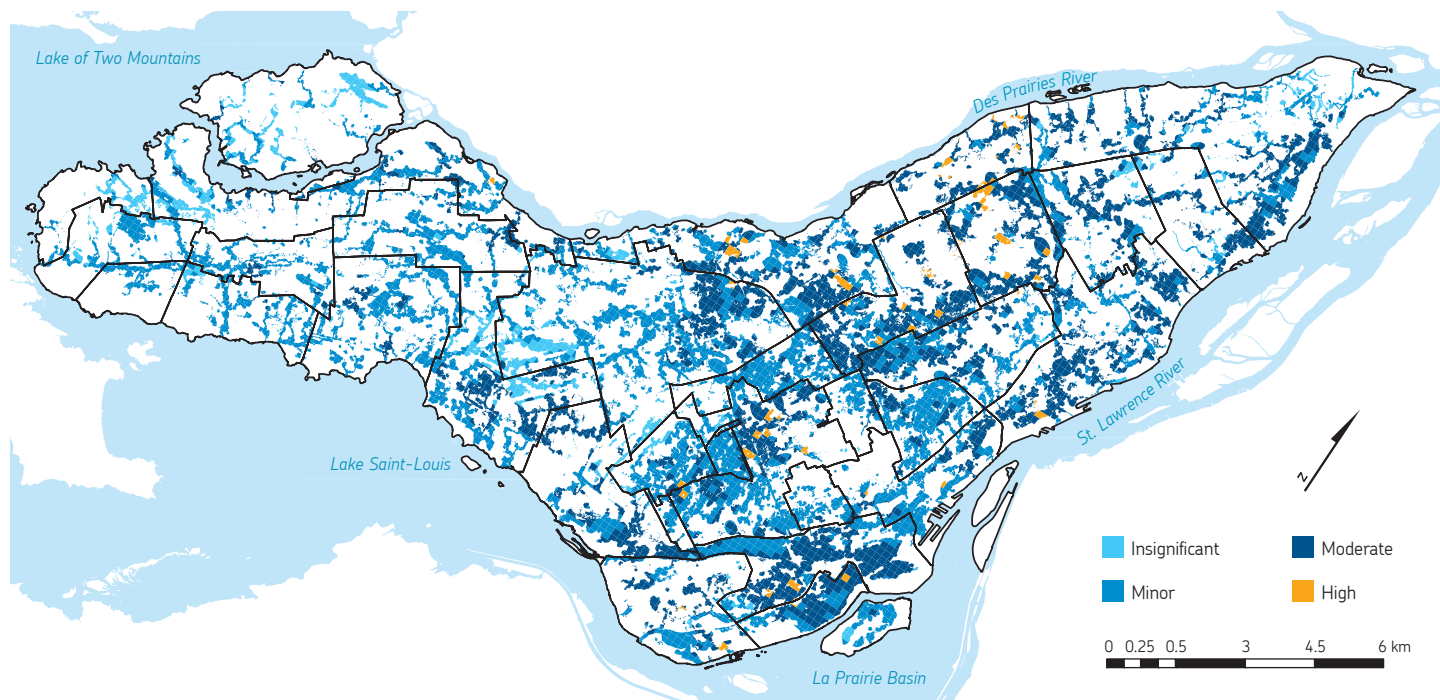 Lake of Two Mountains
Des Prairies River
St. Lawrence River
Lake Saint-Louis
N
Insignificant
Moderate
Minor
High
0 0.25 0.5 3 4.5 6 km
La Prairie Basin